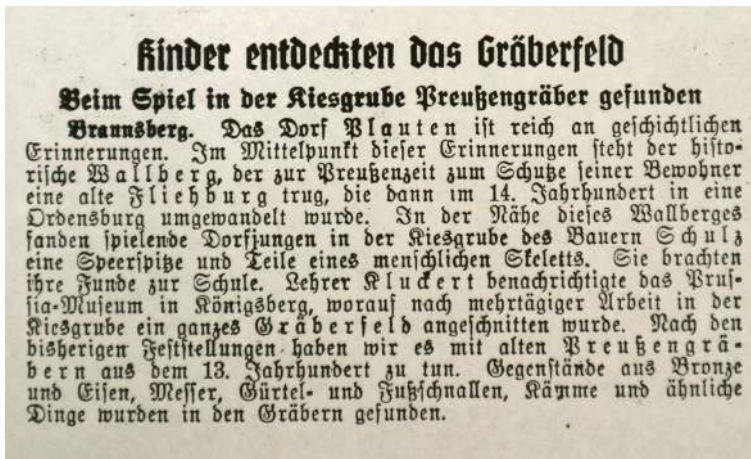 Kinder entdeckten das Gräberfeld
Beim Spiel in der Kiesgrube Preußengräber gefunden
Braunsberg. Das Dorf Plauten ist reich an geschichtlichen
Erinnerungen. Im Mittelpunkt dieser Erinnerungen steht der histo-
rische Wallberg, der zur Preußenzeit zum Schutze seiner Bewohner
eine alte Fliehburg trug, die dann im 14. Jahrhundert in eine
Ordensburg umgewandelt wurde. In der Nähe dieses Wallberges
fanden spielende Dorfjungen in der Kiesgrube des Bauern Schulz
eine Speerspitze und Teile eines menschlichen Skeletts. Sie brachten
ihre Funde zur Schule. Lehrer Kluckert benachrichtigte das Prus-
sia-Museum in Königsberg, worauf nach mehrtägiger Arbeit in der
Kiesgrube ein ganzes Gräberfeld angeschnitten wurde. Nach den
bisherigen Feststellungen haben wir es mit alten Preußengrä-
bern aus dem 13. Jahrhundert zu tun. Gegenstände aus Bronze
und Eisen, Messer, Gürtel- und Fußschnallen, Kämme und ähnliche
Dinge wurden in den Gräbern gefunden.